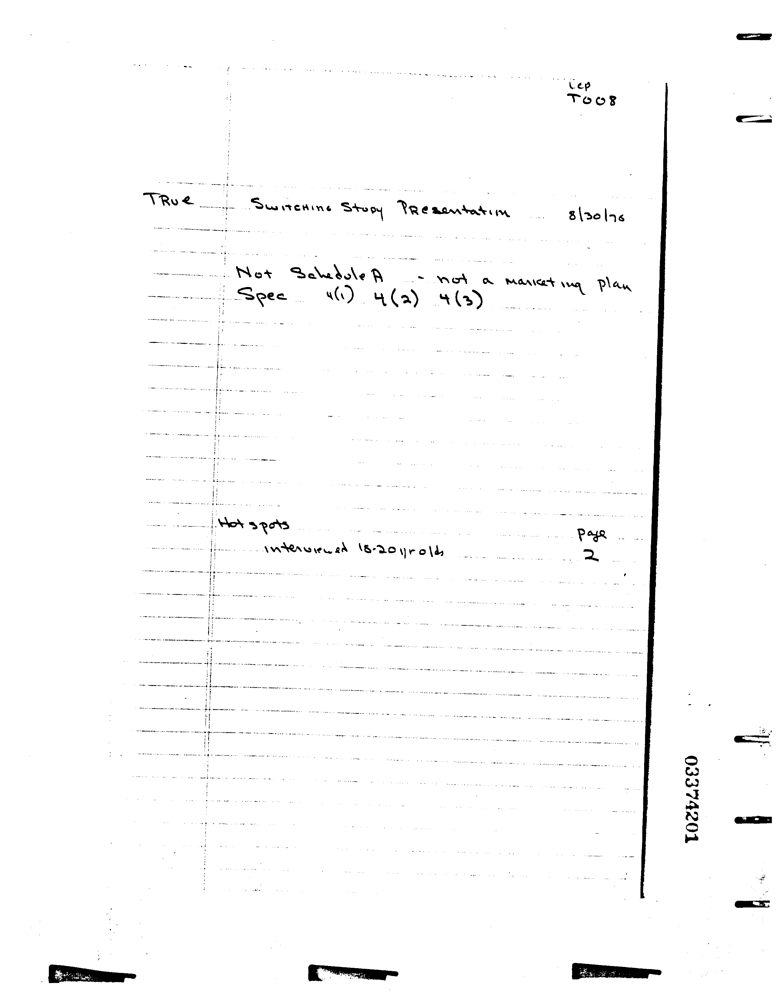 icp
T008
TRUe Switching Study Presentation 8/30/76
Not Schedule A - not a marketing plan
Spec 4(1) 4(2) 4(3)
Hot spots page
interviewed 18-20 yr olds 2
03374201